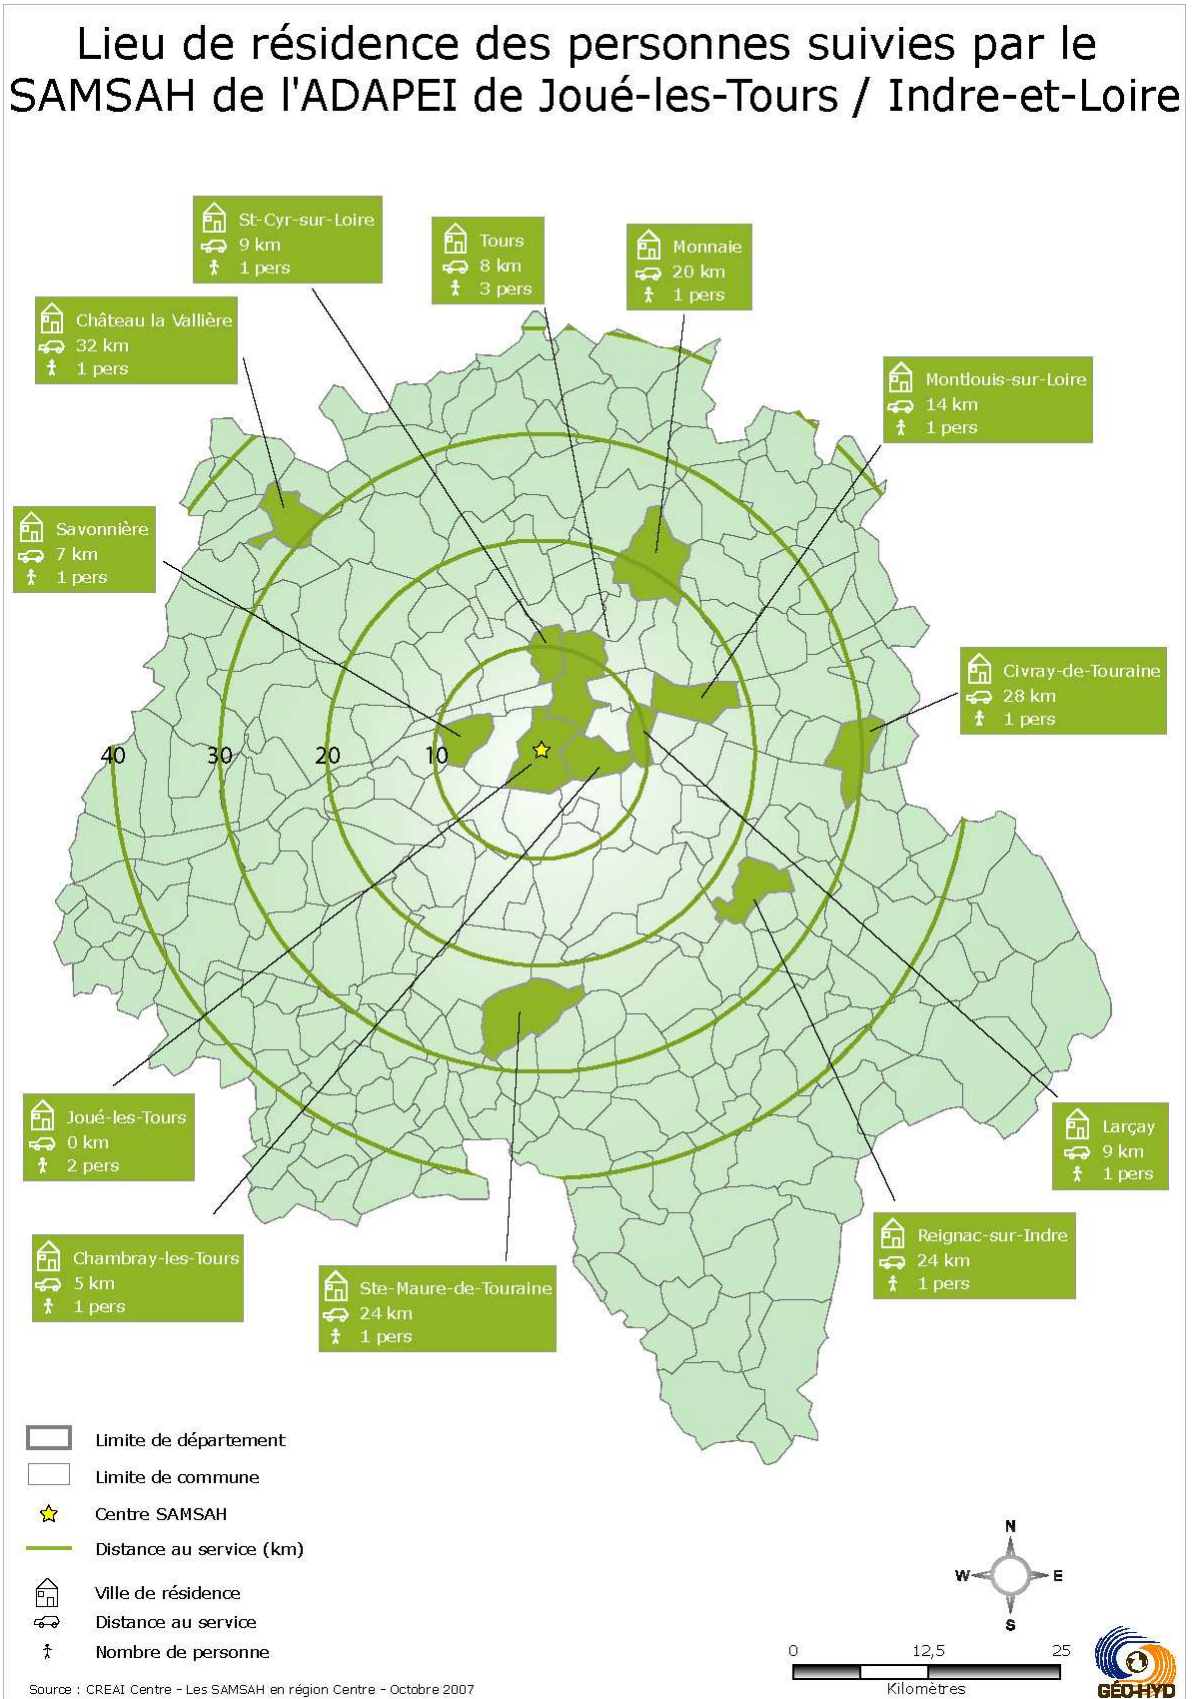 Lieu de résidence des personnes suivies par le
SAMSAH de l'ADAPEI de Joué-les-Tours / Indre-et-Loire
St-Cyr-sur-Loire
9 km
1 pers
Tours
8 km
3 pers
Monnaie
20 km
1 pers
Château la Vallière
32 km
1 pers
Montlouis-sur-Loire
14 km
1 pers
Savonnière
7 km
1 pers
Civray-de-Touraine
28 km
1 pers
40 30 20 10
Joué-les-Tours
0 km
2 pers
Larçay
9 km
1 pers
Chambray-les-Tours
5 km
1 pers
Ste-Maure-de-Touraine
24 km
1 pers
Reignac-sur-Indre
24 km
1 pers
Limite de département
Limite de commune
Centre SAMSAH
Distance au service (km)
Ville de résidence
Distance au service
Nombre de personne
N
W E
S
0 12,5 25
Kilomètres
GÉO-HYD
Source : CREAI Centre - Les SAMSAH en région Centre - Octobre 2007